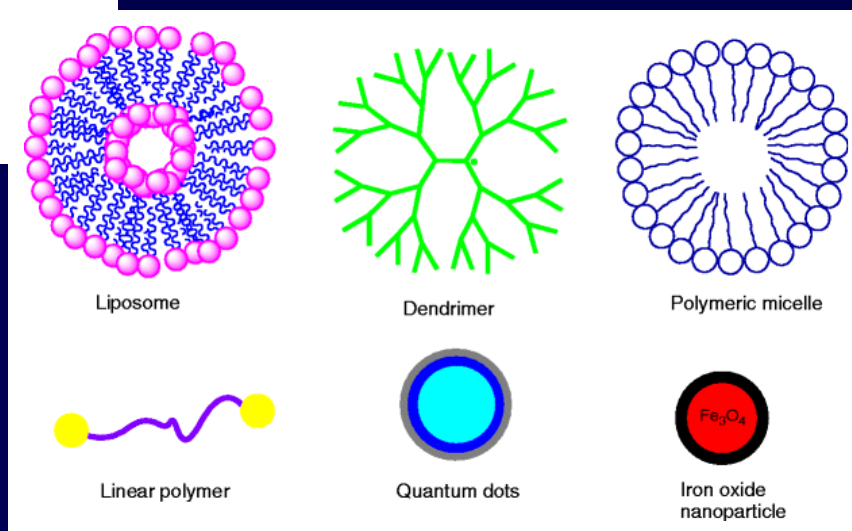 Liposome
Dendrimer
Polymeric micelle
Fe₃O₄
Linear polymer
Quantum dots
Iron oxide
nanoparticle